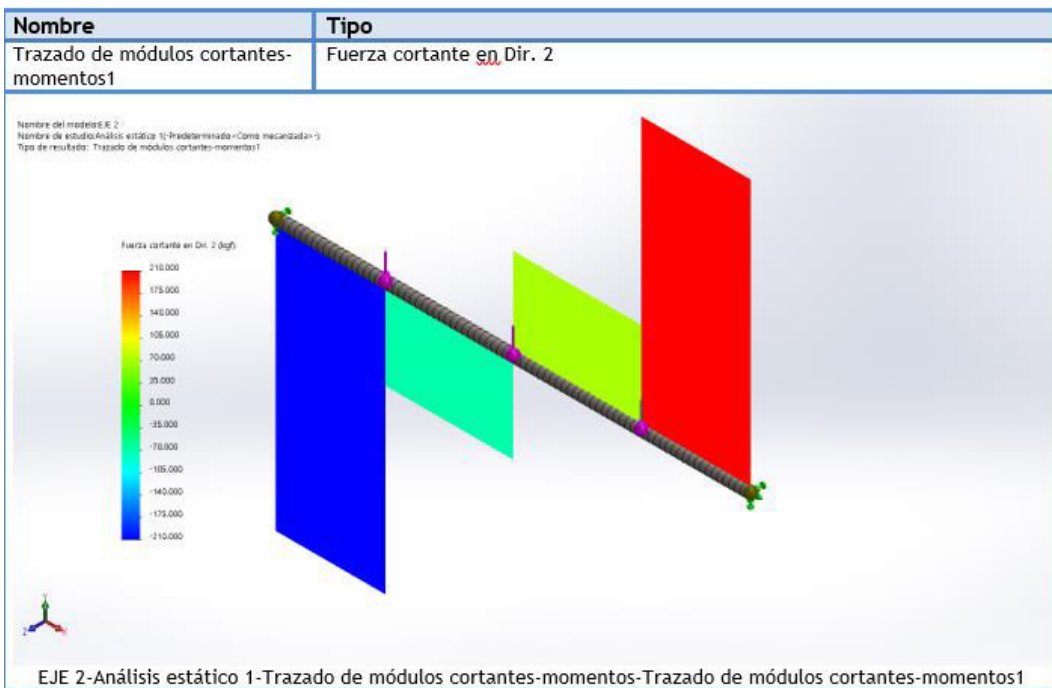 Nombre
Tipo
Trazado de módulos cortantes-
momentos1
Fuerza cortante en Dir. 2
Nombre del modelo:EJE 2
Nombre de estudio:Análisis estático 1(-Predeterminado<Como mecanizada>-)
Tipo de resultado: Trazado de módulos cortantes-momentos1
Fuerza cortante en Dir. 2 (kgf)
210.000
175.000
140.000
105.000
70.000
35.000
0.000
-35.000
-70.000
-105.000
-140.000
-175.000
-210.000
Y
Z
X
EJE 2-Análisis estático 1-Trazado de módulos cortantes-momentos-Trazado de módulos cortantes-momentos1